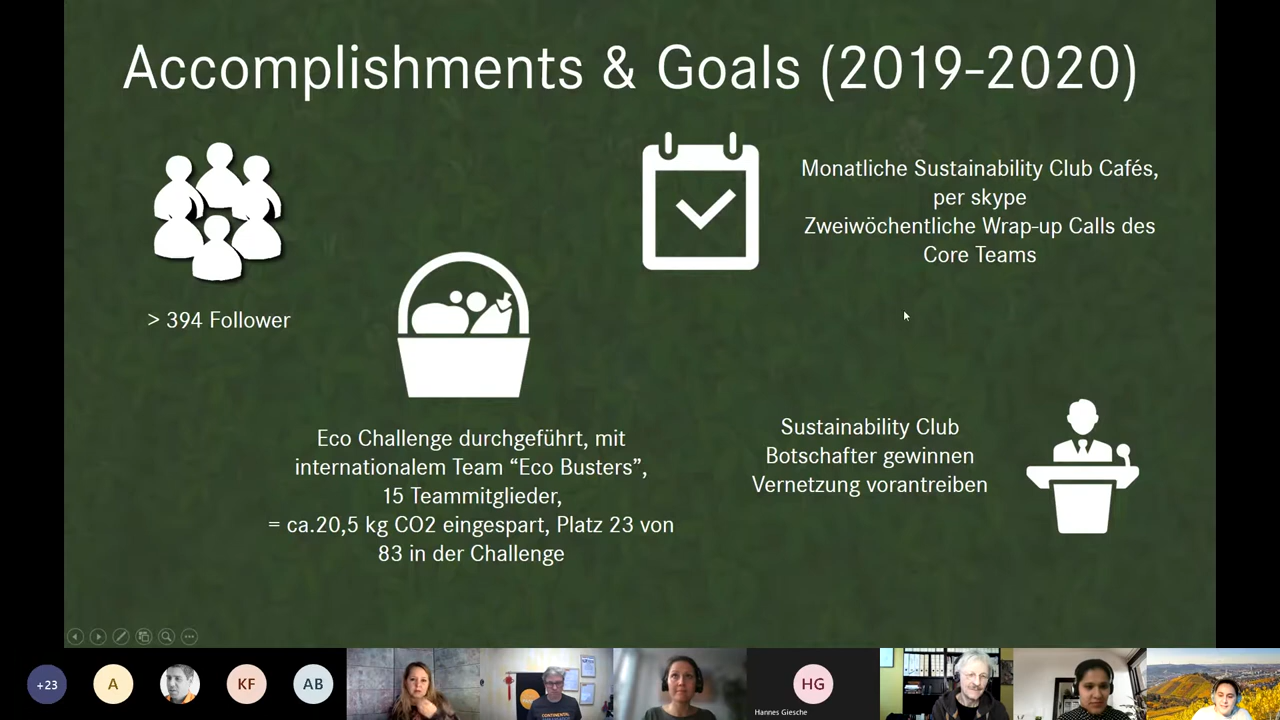 Accomplishments & Goals (2019-2020)
> 394 Follower
Eco Challenge durchgeführt, mit
internationalem Team “Eco Busters”,
15 Teammitglieder,
= ca.20,5 kg CO2 eingespart, Platz 23 von
83 in der Challenge
Monatliche Sustainability Club Cafés,
per skype
Zweiwöchentliche Wrap-up Calls des
Core Teams
Sustainability Club
Botschafter gewinnen
Vernetzung vorantreiben
+23
A
KF
AB
CONTINENTAL
HG
Hannes Giesche